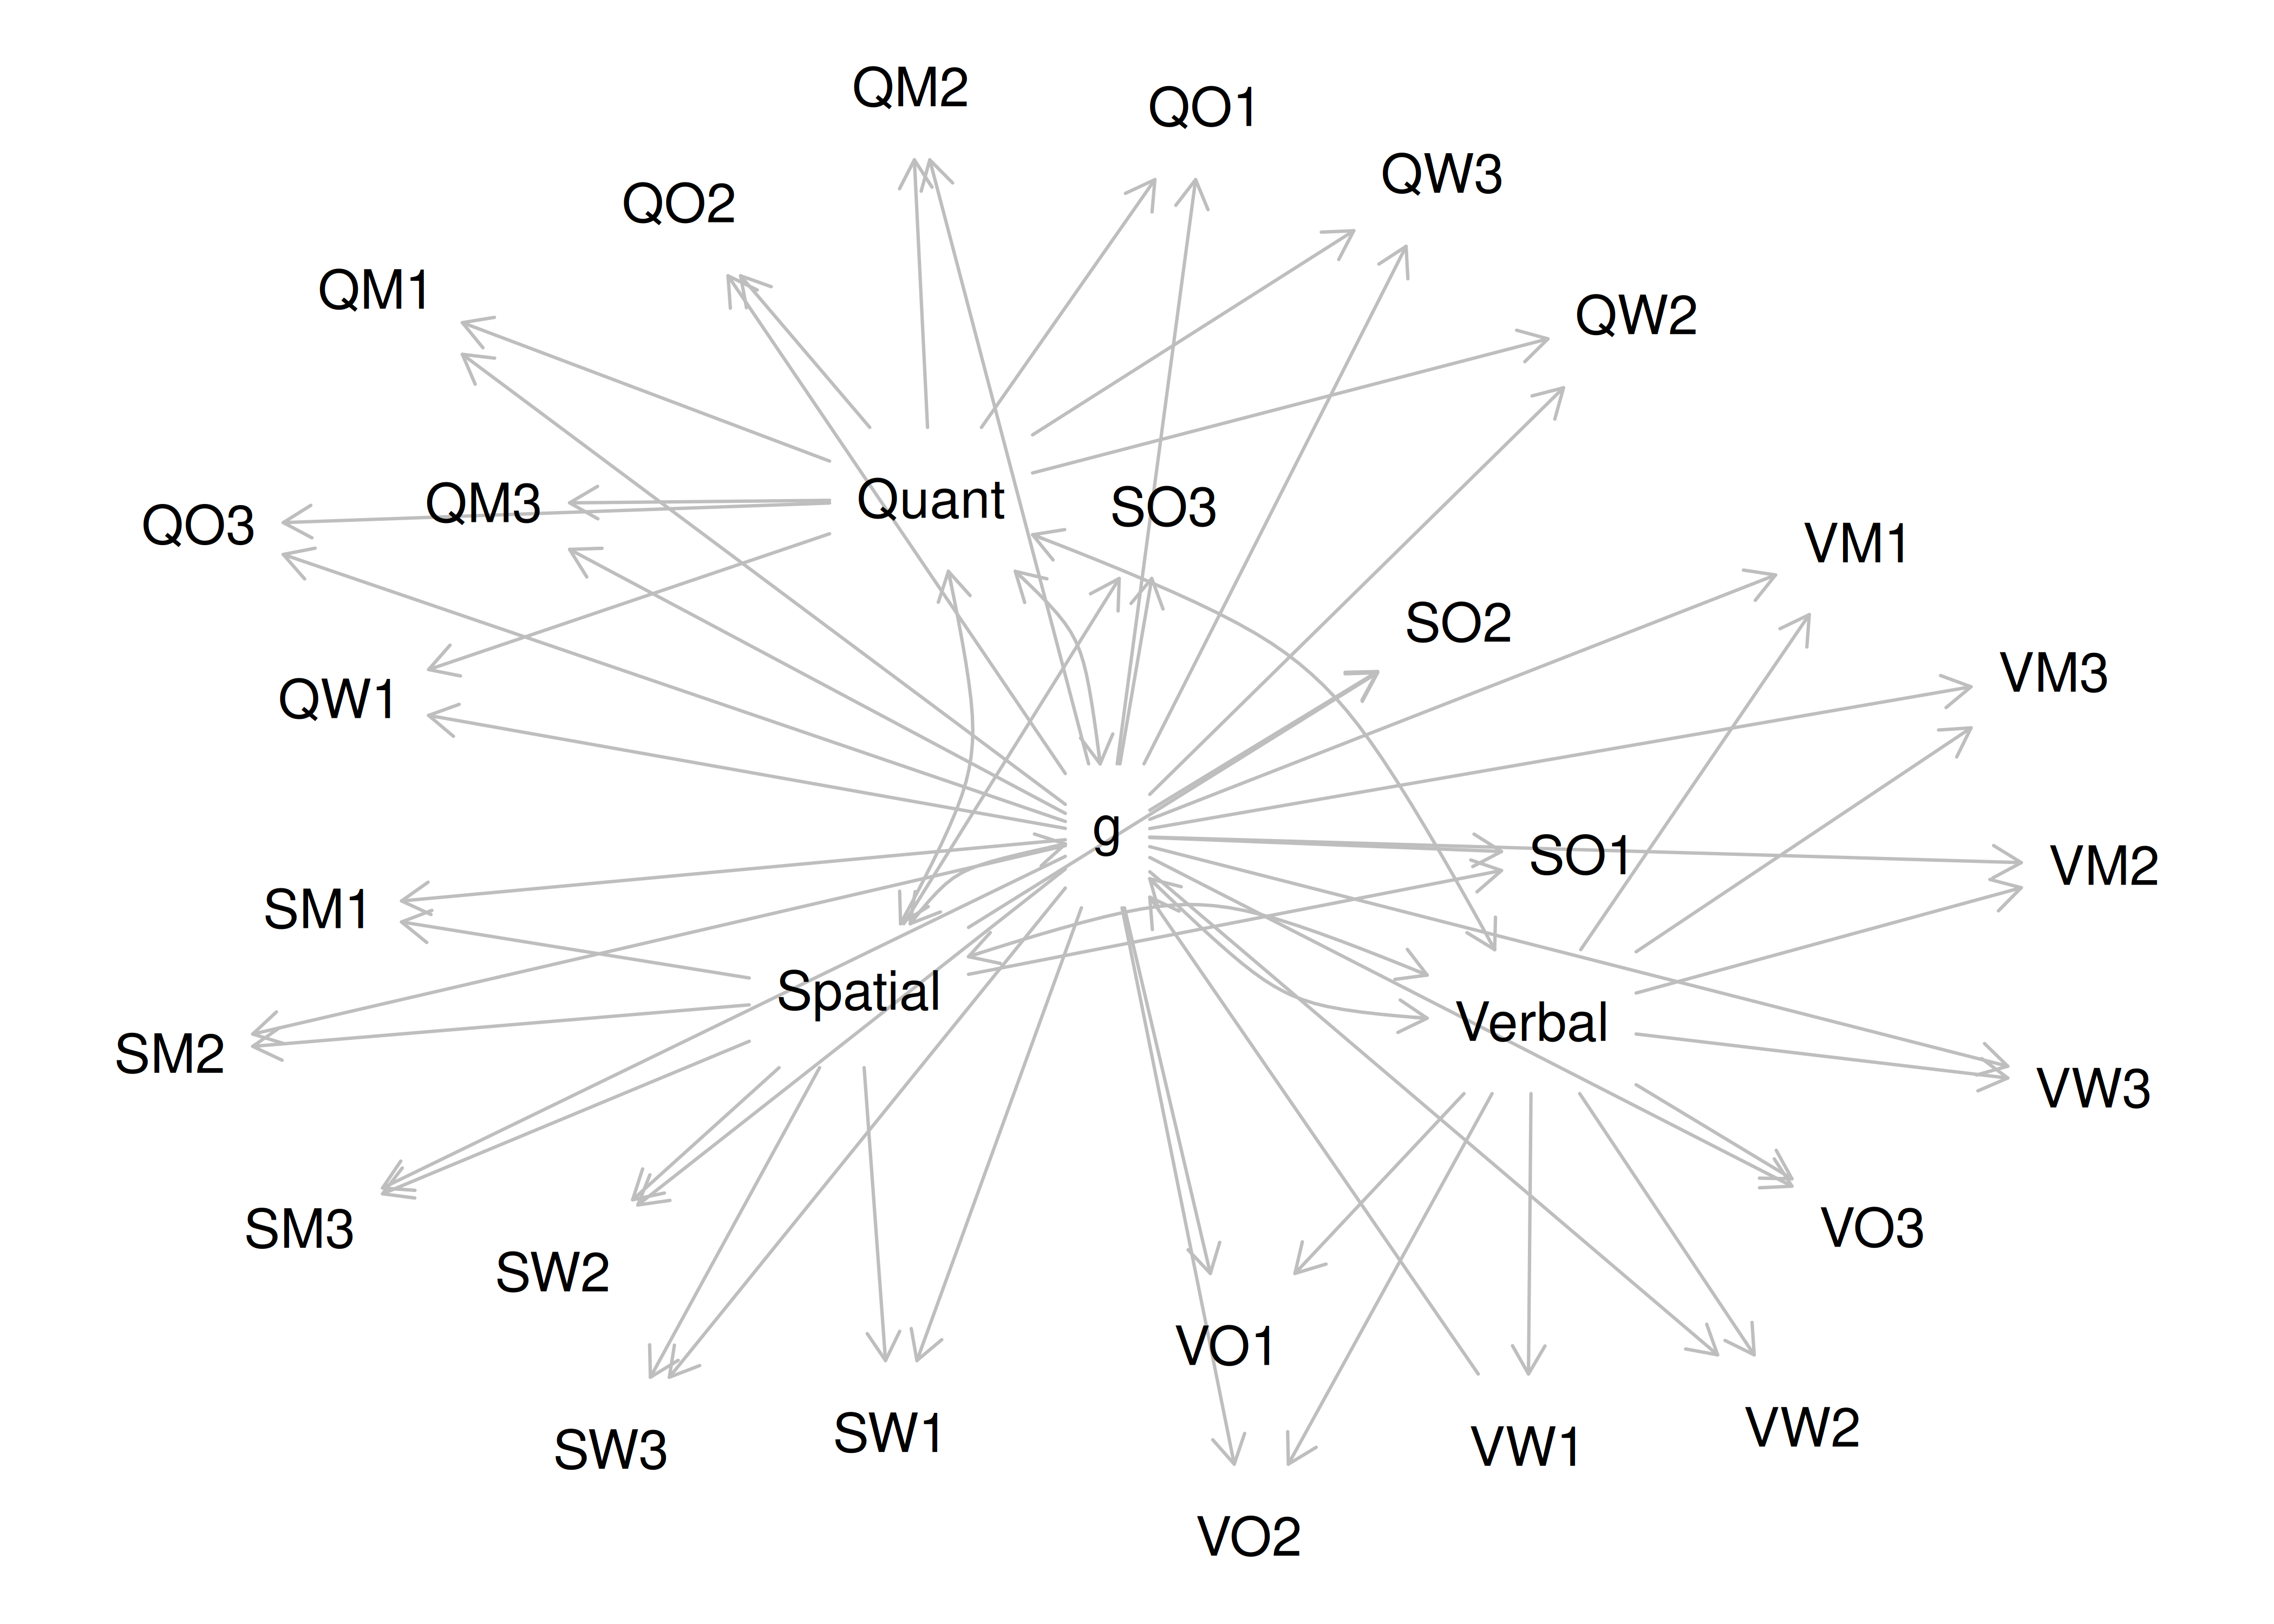 QM2
QO1
QW3
QO2
QM1
QW2
Quant
QM3
SO3
QO3
VM1
SO2
VM3
QW1
g
SO1
VM2
SM1
Spatial
Verbal
SM2
VW3
SM3
VO3
SW2
VO1
VW2
SW1
VW1
SW3
VO2